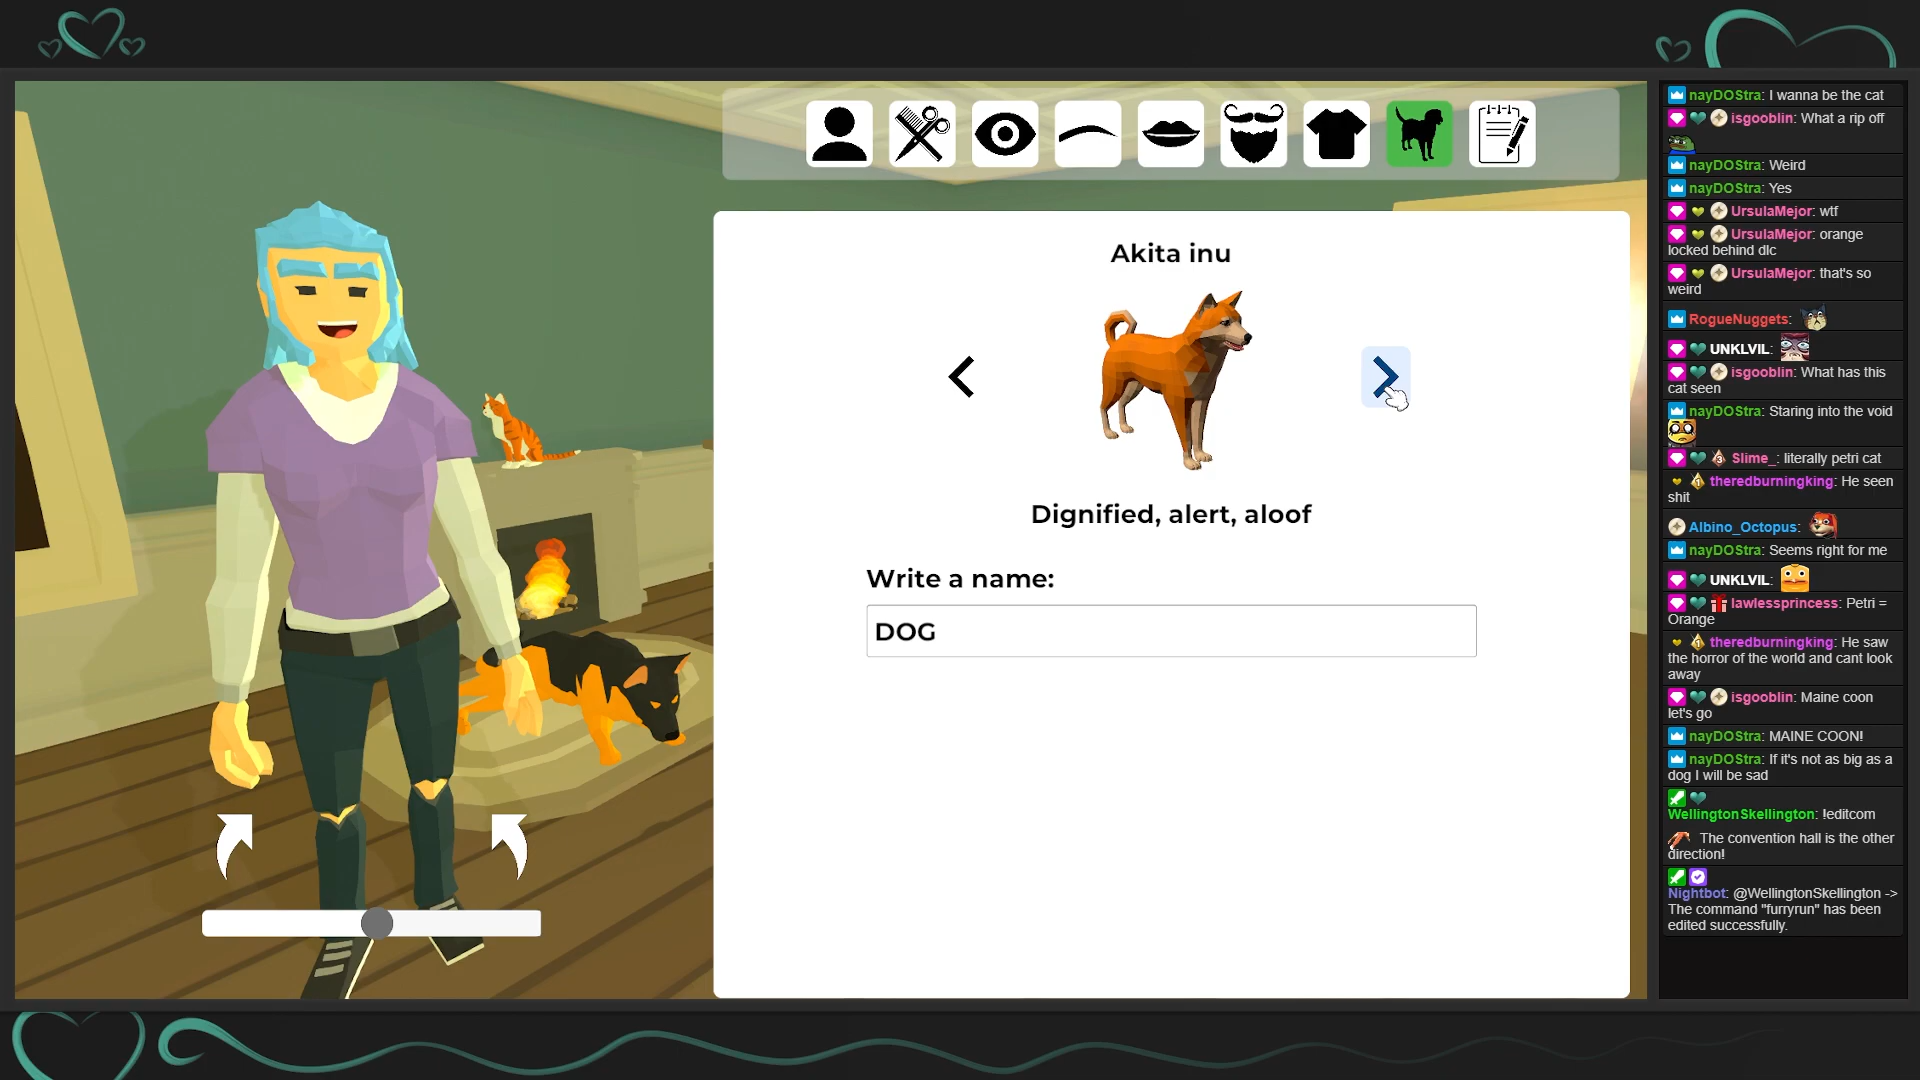 Akita inu
Dignified, alert, aloof
Write a name:
DOG
nayDOStra: I wanna be the cat
isgooblin: What a rip off
nayDOStra: Weird
nayDOStra: Yes
UrsulaMejor: wtf
UrsulaMejor: orange
locked behind dlc
UrsulaMejor: that's so
weird
RogueNuggets:
UNKLVIL:
isgooblin: What has this
cat seen
nayDOStra: Staring into the void
Slime_: literally petri cat
theredburningking: He seen
shit
Albino_Octopus:
nayDOStra: Seems right for me
UNKLVIL:
lawlessprincess: Petri =
Orange
theredburningking: He saw
the horror of the world and cant look
away
isgooblin: Maine coon
let's go
nayDOStra: MAINE COON!
nayDOStra: If it's not as big as a
dog I will be sad
WellingtonSkellington: !editcom
The convention hall is the other
direction!
Nightbot: @WellingtonSkellington ->
The command "furryrun" has been
edited successfully.